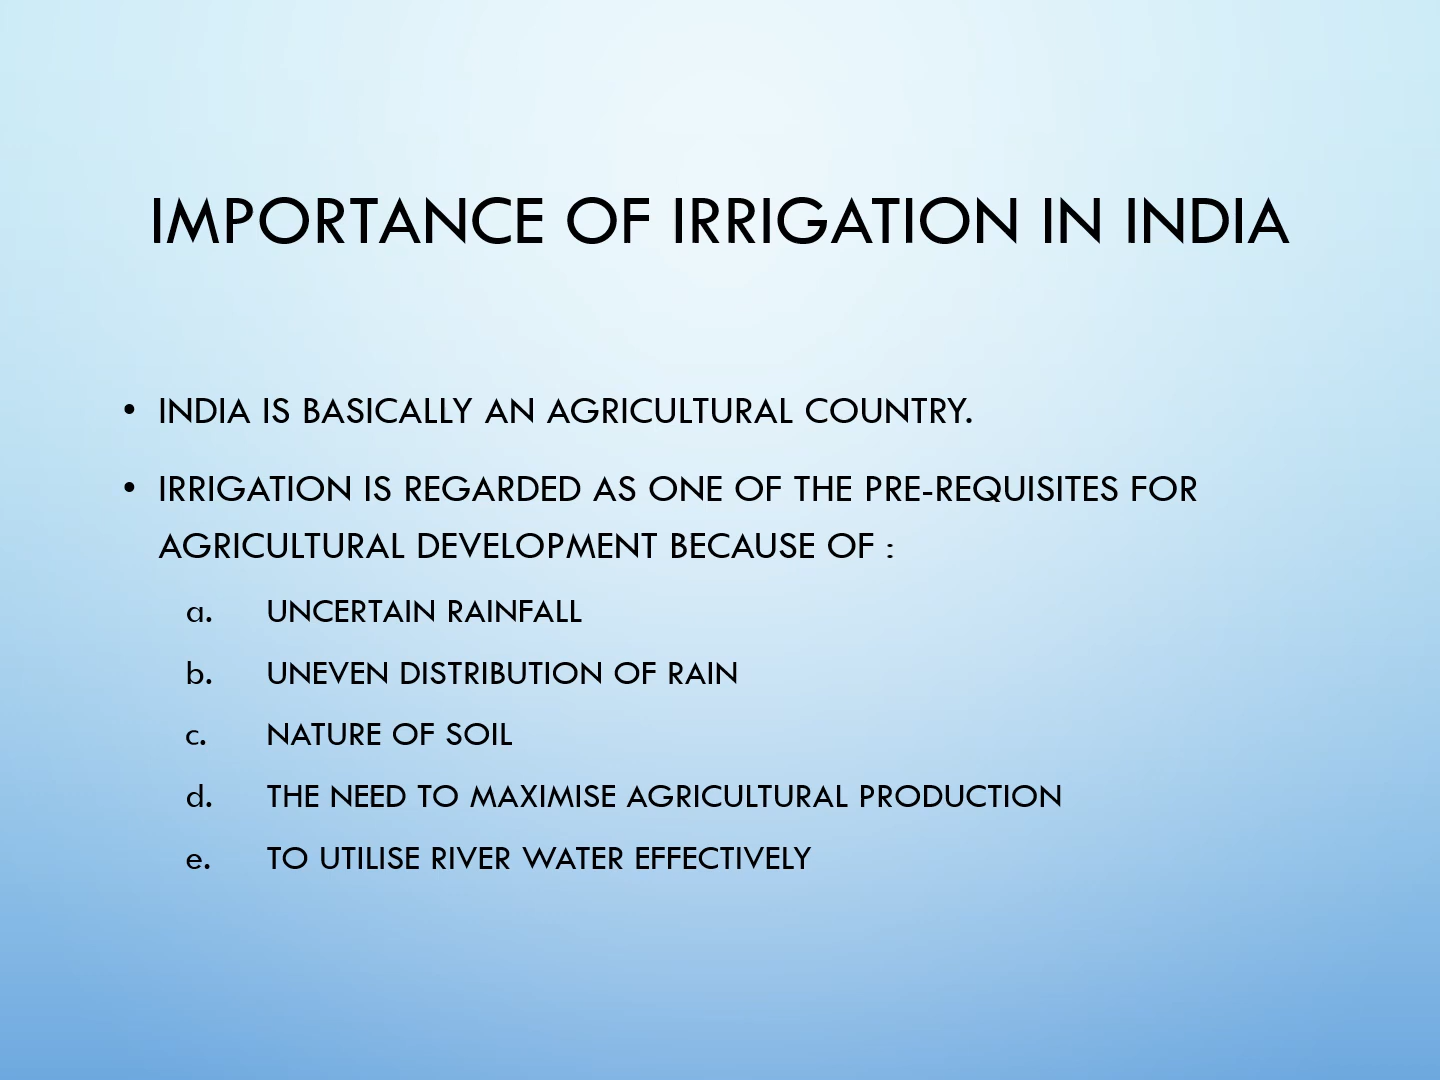 IMPORTANCE OF IRRIGATION IN INDIA
• INDIA IS BASICALLY AN AGRICULTURAL COUNTRY.
• IRRIGATION IS REGARDED AS ONE OF THE PRE-REQUISITES FOR
AGRICULTURAL DEVELOPMENT BECAUSE OF :
a. UNCERTAIN RAINFALL
b. UNEVEN DISTRIBUTION OF RAIN
c. NATURE OF SOIL
d. THE NEED TO MAXIMISE AGRICULTURAL PRODUCTION
e. TO UTILISE RIVER WATER EFFECTIVELY